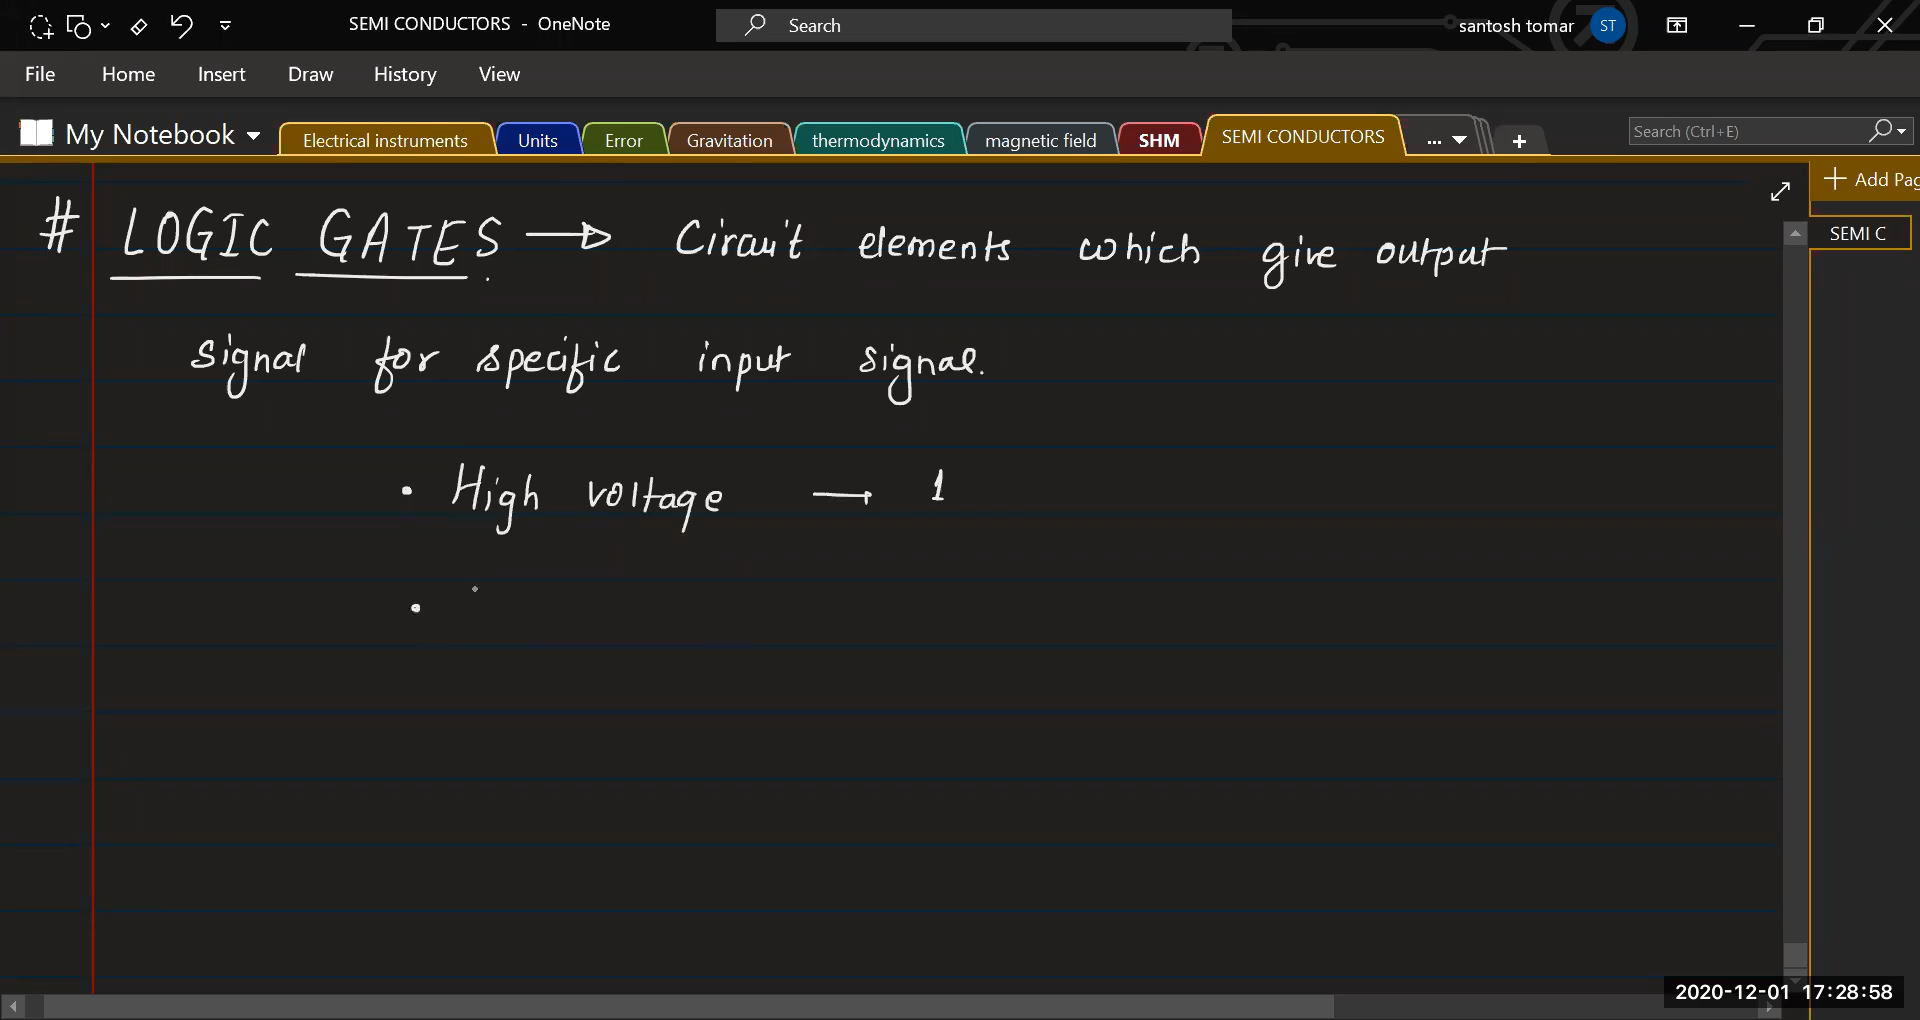 SEMI CONDUCTORS - OneNote
Search
santosh tomar
ST
File Home Insert Draw History View
My Notebook
Electrical instruments Units Error Gravitation thermodynamics magnetic field SHM SEMI CONDUCTORS ... +
Search (Ctrl+E)
+ Add Pag
SEMI C
# LOGIC GATES → Circuit elements which give output
signal for specific input signal.
• High voltage → 1
•
2020-12-01 17:28:58